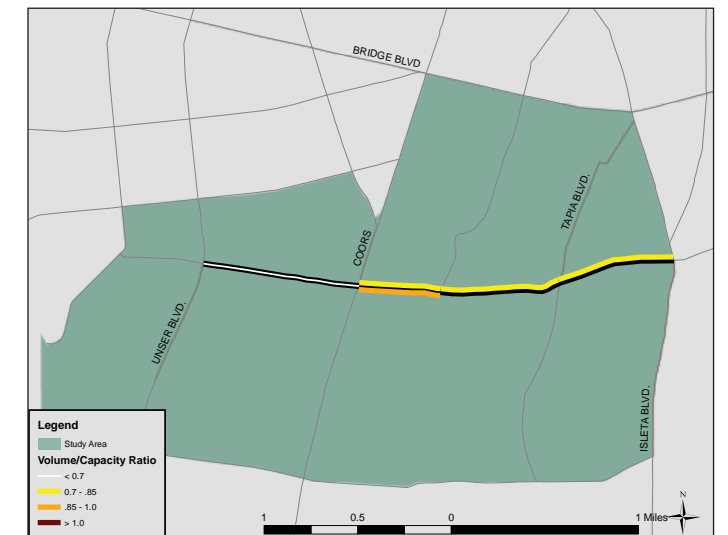 BRIDGE BLVD
TAPIA BLVD.
COORS
UNSER BLVD.
ISLETA BLVD.
Legend
Study Area
Volume/Capacity Ratio
< 0.7
0.7 - .85
.85 - 1.0
> 1.0
1 0.5 0 1 Miles
N